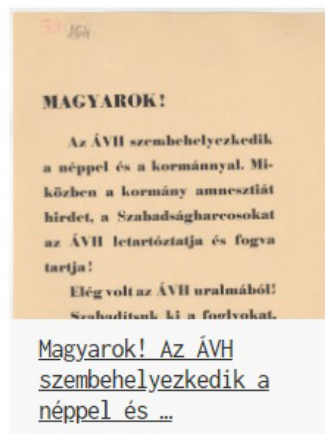 164
MAGYAROK!
Az ÁVH szembehelyezkedik
a néppel és a kormánnyal. Mi-
közben a kormány amnesztiát
hirdet, a Szabadságharcosokat
az ÁVH letartóztatja és fogva
tartja!
Elég volt az ÁVH uralmából!
Szabadítsuk ki a foglyokat,
Magyarok! Az ÁVH
szembehelyezkedik a
néppel és …